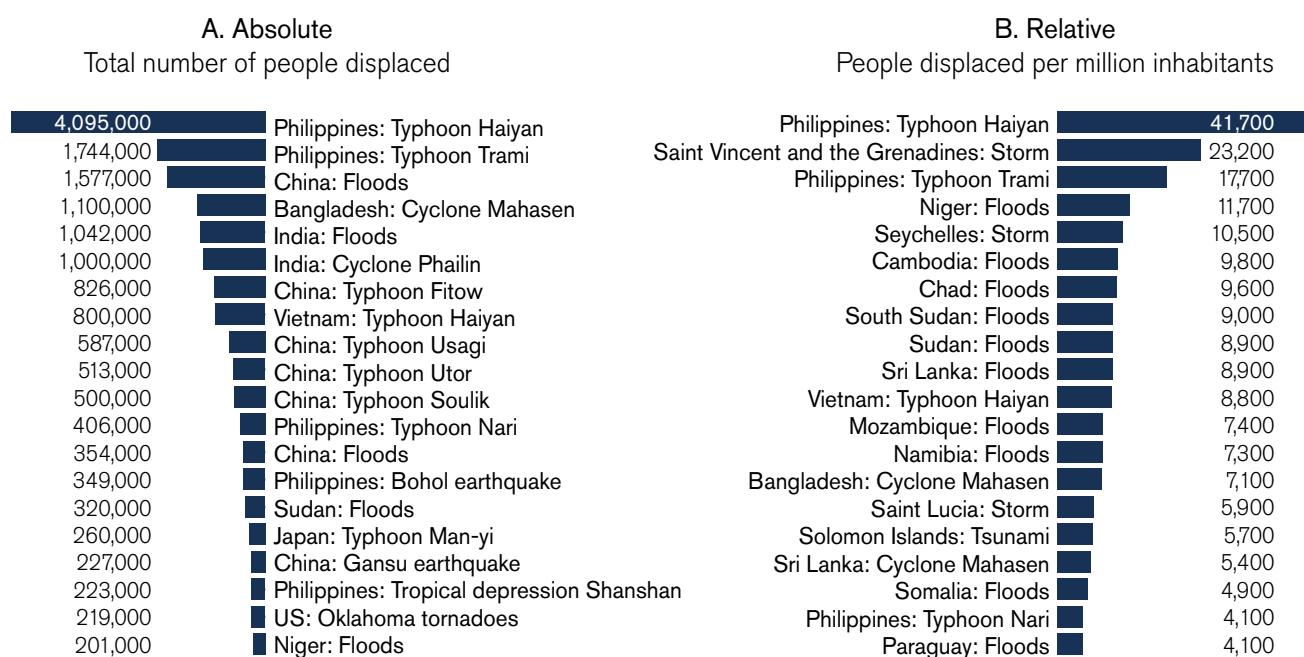 A. Absolute
Total number of people displaced
4,095,000 Philippines: Typhoon Haiyan
1,744,000 Philippines: Typhoon Trami
1,577,000 China: Floods
1,100,000 Bangladesh: Cyclone Mahasen
1,042,000 India: Floods
1,000,000 India: Cyclone Phailin
826,000 China: Typhoon Fitow
800,000 Vietnam: Typhoon Haiyan
587,000 China: Typhoon Usagi
513,000 China: Typhoon Utor
500,000 China: Typhoon Soulik
406,000 Philippines: Typhoon Nari
354,000 China: Floods
349,000 Philippines: Bohol earthquake
320,000 Sudan: Floods
260,000 Japan: Typhoon Man-yi
227,000 China: Gansu earthquake
223,000 Philippines: Tropical depression Shanshan
219,000 US: Oklahoma tornadoes
201,000 Niger: Floods
B. Relative
People displaced per million inhabitants
Philippines: Typhoon Haiyan 41,700
Saint Vincent and the Grenadines: Storm 23,200
Philippines: Typhoon Trami 17,700
Niger: Floods 11,700
Seychelles: Storm 10,500
Cambodia: Floods 9,800
Chad: Floods 9,600
South Sudan: Floods 9,000
Sudan: Floods 8,900
Sri Lanka: Floods 8,900
Vietnam: Typhoon Haiyan 8,800
Mozambique: Floods 7,400
Namibia: Floods 7,300
Bangladesh: Cyclone Mahasen 7,100
Saint Lucia: Storm 5,900
Solomon Islands: Tsunami 5,700
Sri Lanka: Cyclone Mahasen 5,400
Somalia: Floods 4,900
Philippines: Typhoon Nari 4,100
Paraguay: Floods 4,100